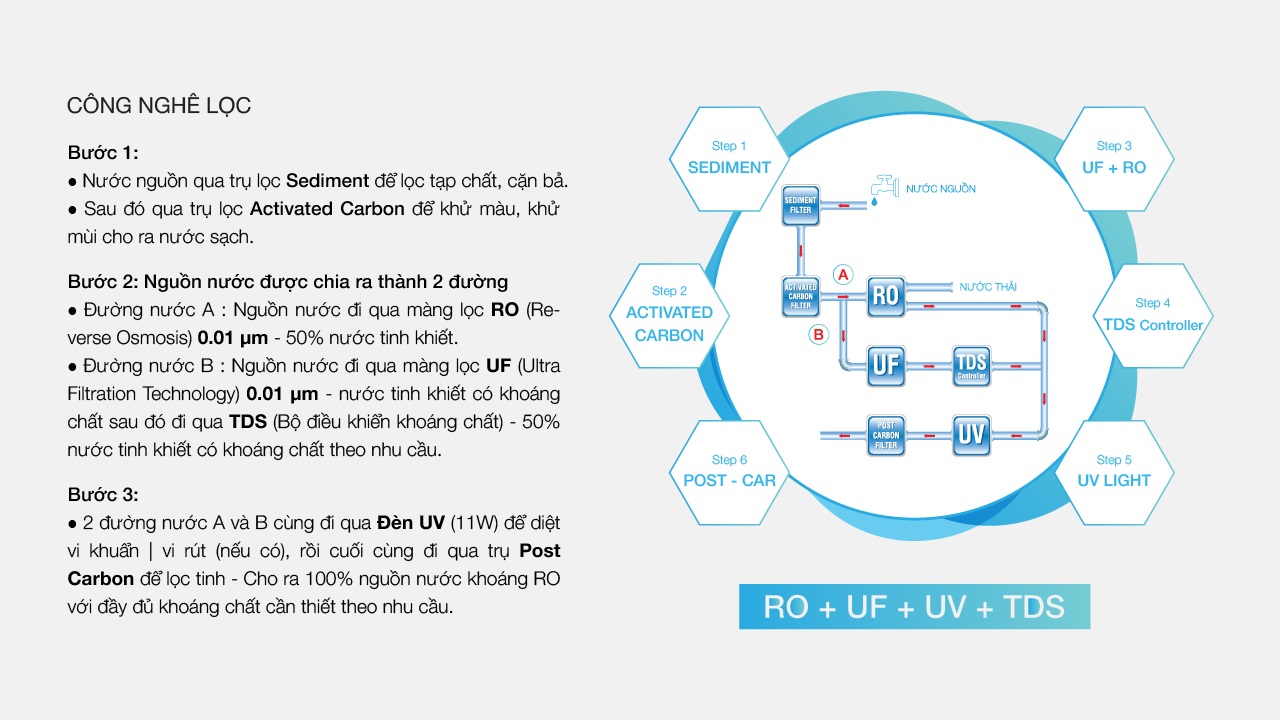 CÔNG NGHÊ LỌC
Bước 1:
● Nước nguồn qua trụ lọc Sediment để lọc tạp chất, cặn bả.
● Sau đó qua trụ lọc Activated Carbon để khử màu, khử
mùi cho ra nước sạch.
Bước 2: Nguồn nước được chia ra thành 2 đường
● Đường nước A : Nguồn nước đi qua màng lọc RO (Re-
verse Osmosis) 0.01 µm - 50% nước tinh khiết.
● Đường nước B : Nguồn nước đi qua màng lọc UF (Ultra
Filtration Technology) 0.01 µm - nước tinh khiết có khoáng
chất sau đó đi qua TDS (Bộ điều khiển khoáng chất) - 50%
nước tinh khiết có khoáng chất theo nhu cầu.
Bước 3:
● 2 đường nước A và B cùng đi qua Đèn UV (11W) để diệt
vi khuẩn | vi rút (nếu có), rồi cuối cùng đi qua trụ Post
Carbon để lọc tinh - Cho ra 100% nguồn nước khoáng RO
với đầy đủ khoáng chất cần thiết theo nhu cầu.
Step 1
SEDIMENT
Step 2
ACTIVATED
CARBON
Step 3
UF + RO
Step 4
TDS Controller
Step 5
UV LIGHT
Step 6
POST - CAR
NƯỚC NGUỒN
SEDIMENT
FILTER
ACTIVATED
CARBON
FILTER
A
RO
NƯỚC THẢI
B
UF
TDS
Controller
POST
CARBON
FILTER
UV
RO + UF + UV + TDS